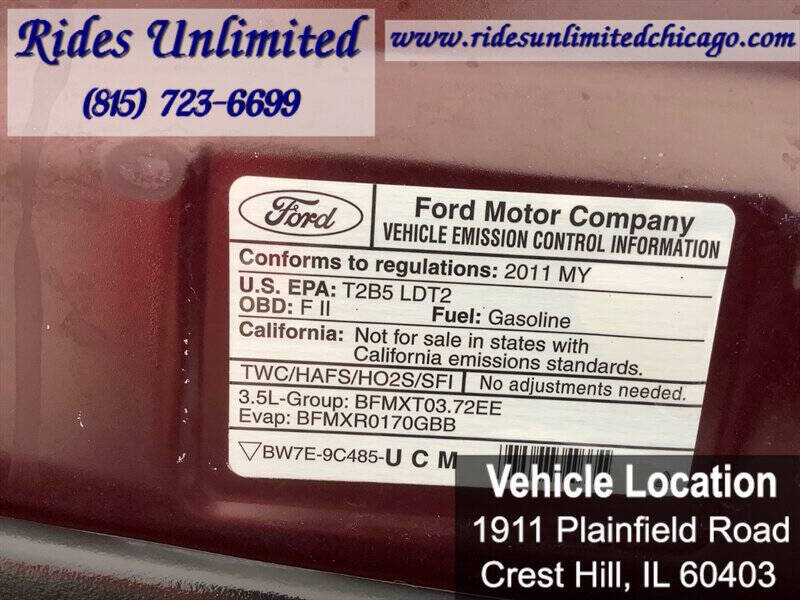 Rides Unlimited
(815) 723-6699
www.ridesunlimitedchicago.com
Ford
Ford Motor Company
VEHICLE EMISSION CONTROL INFORMATION
Conforms to regulations: 2011 MY
U.S. EPA: T2B5 LDT2
OBD: F II Fuel: Gasoline
California: Not for sale in states with
California emissions standards.
TWC/HAFS/HO2S/SFI No adjustments needed.
3.5L-Group: BFMXT03.72EE
Evap: BFMXR0170GBB
BW7E-9C485-U C M
Vehicle Location
1911 Plainfield Road
Crest Hill, IL 60403